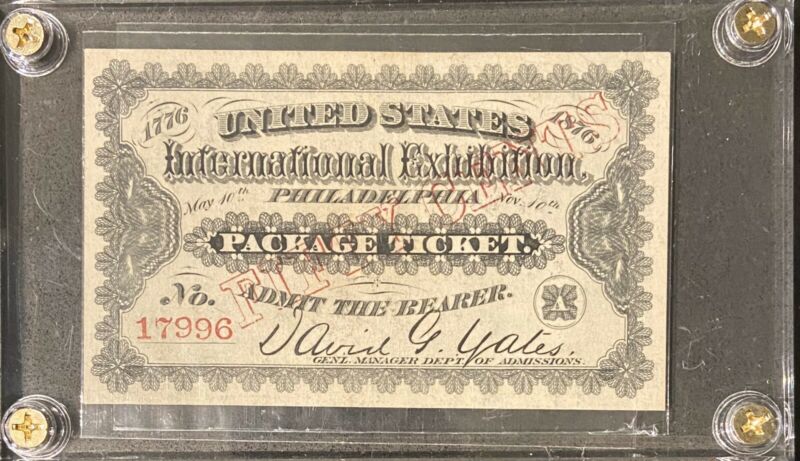 1776 UNITED STATES 1876
International Exhibition,
May 10th PHILADELPHIA Nov. 10th
PACKAGE TICKET.
FIFTY CENTS
No. ADMIT THE BEARER.
17996
David G. Yates,
GENL. MANAGER DEPT. OF ADMISSIONS.